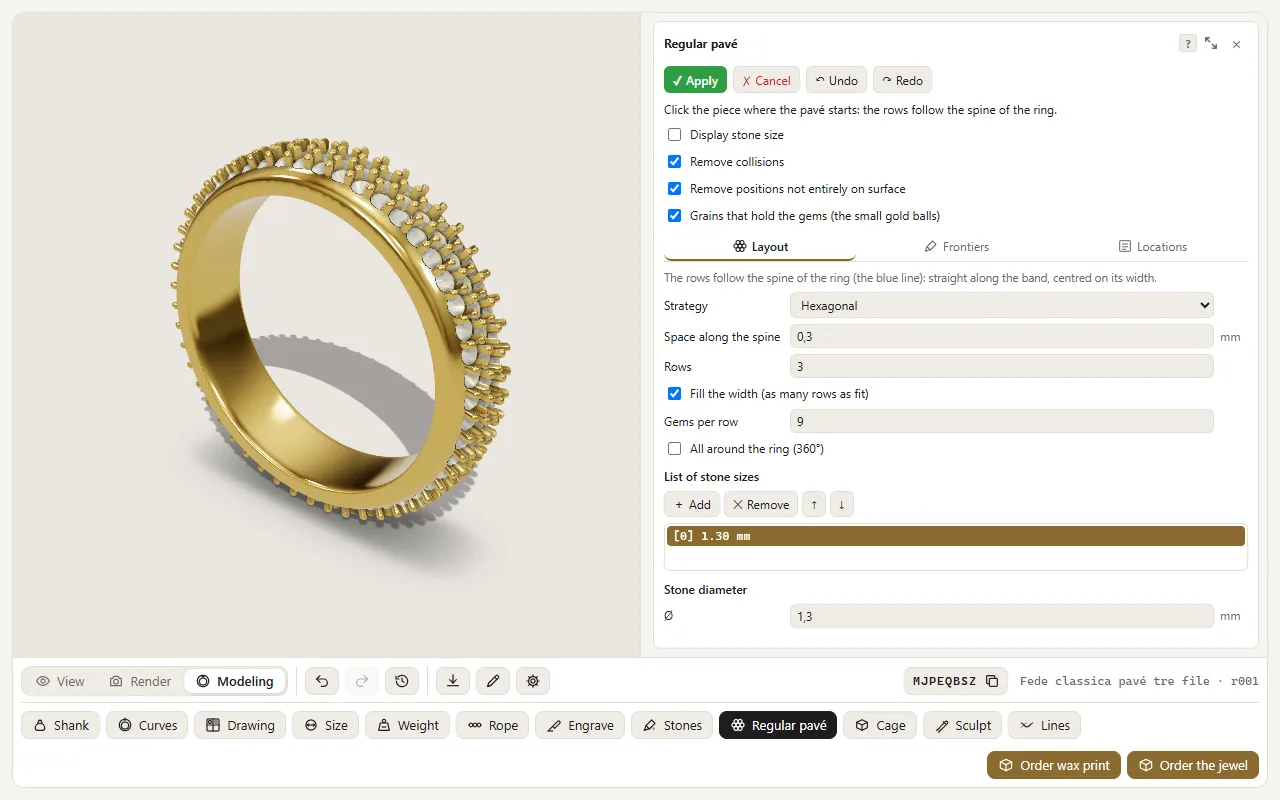 Regular pavé
?
Apply Cancel Undo Redo
Click the piece where the pavé starts: the rows follow the spine of the ring.
Display stone size
Remove collisions
Remove positions not entirely on surface
Grains that hold the gems (the small gold balls)
Layout Frontiers Locations
The rows follow the spine of the ring (the blue line): straight along the band, centred on its width.
Strategy Hexagonal
Space along the spine 0,3 mm
Rows 3
Fill the width (as many rows as fit)
Gems per row 9
All around the ring (360°)
List of stone sizes
+ Add Remove ↑ ↓
[0] 1.30 mm
Stone diameter
Ø 1,3 mm
View Render Modeling MJPEQBSZ Fede classica pavé tre file · r001
Shank Curves Drawing Size Weight Rope Engrave Stones Regular pavé Cage Sculpt Lines
Order wax print Order the jewel